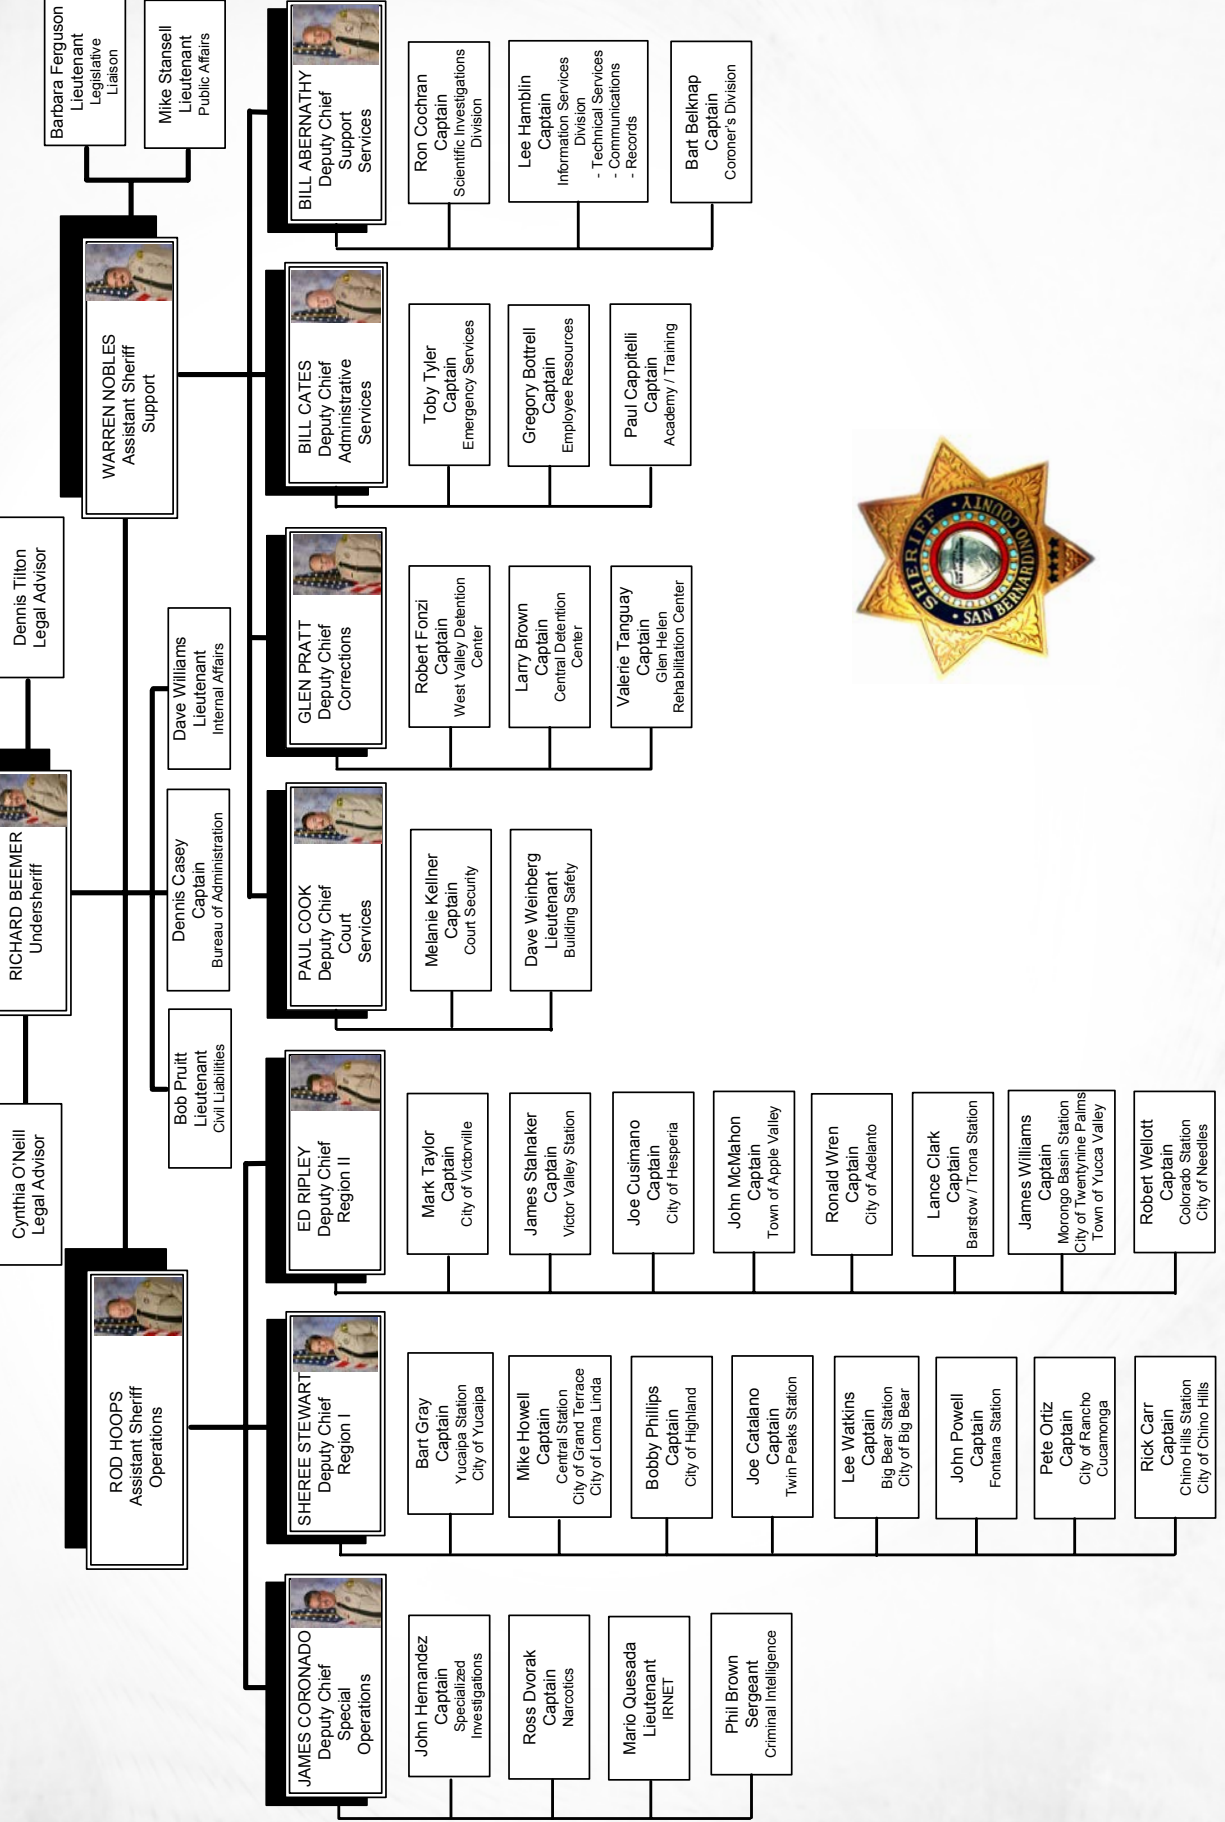 Cynthia O'Neill
Legal Advisor
RICHARD BEEMER
Undersheriff
Dennis Tilton
Legal Advisor
Barbara Ferguson
Lieutenant
Legislative
Liaison
Mike Stansell
Lieutenant
Public Affairs
ROD HOOPS
Assistant Sheriff
Operations
WARREN NOBLES
Assistant Sheriff
Support
Bob Pruitt
Lieutenant
Civil Liabilities
Dennis Casey
Captain
Bureau of Administration
Dave Williams
Lieutenant
Internal Affairs
JAMES CORONADO
Deputy Chief
Special
Operations
John Hernandez
Captain
Specialized
Investigations
Ross Dvorak
Captain
Narcotics
Mario Quesada
Lieutenant
IRNET
Phil Brown
Sergeant
Criminal Intelligence
SHEREE STEWART
Deputy Chief
Region I
Bart Gray
Captain
Yucaipa Station
City of Yucaipa
Mike Howell
Captain
Central Station
City of Grand Terrace
City of Loma Linda
Bobby Phillips
Captain
City of Highland
Joe Catalano
Captain
Twin Peaks Station
Lee Watkins
Captain
Big Bear Station
City of Big Bear
John Powell
Captain
Fontana Station
Pete Ortiz
Captain
City of Rancho
Cucamonga
Rick Carr
Captain
Chino Hills Station
City of Chino Hills
ED RIPLEY
Deputy Chief
Region II
Mark Taylor
Captain
City of Victorville
James Stalnaker
Captain
Victor Valley Station
Joe Cusimano
Captain
City of Hesperia
John McMahon
Captain
Town of Apple Valley
Ronald Wren
Captain
City of Adelanto
Lance Clark
Captain
Barstow / Trona Station
James Williams
Captain
Morongo Basin Station
City of Twentynine Palms
Town of Yucca Valley
Robert Wellott
Captain
Colorado Station
City of Needles
PAUL COOK
Deputy Chief
Court
Services
Melanie Kellner
Captain
Court Security
Dave Weinberg
Lieutenant
Building Safety
GLEN PRATT
Deputy Chief
Corrections
Robert Fonzi
Captain
West Valley Detention
Center
Larry Brown
Captain
Central Detention
Center
Valerie Tanguay
Captain
Glen Helen
Rehabilitation Center
BILL CATES
Deputy Chief
Administrative
Services
Toby Tyler
Captain
Emergency Services
Gregory Bottrell
Captain
Employee Resources
Paul Cappitelli
Captain
Academy / Training
BILL ABERNATHY
Deputy Chief
Support
Services
Ron Cochran
Captain
Scientific Investigations
Division
Lee Hamblin
Captain
Information Services
Division
- Technical Services
- Communications
- Records
Bart Belknap
Captain
Coroner's Division
SHERIFF
SAN BERNARDINO COUNTY